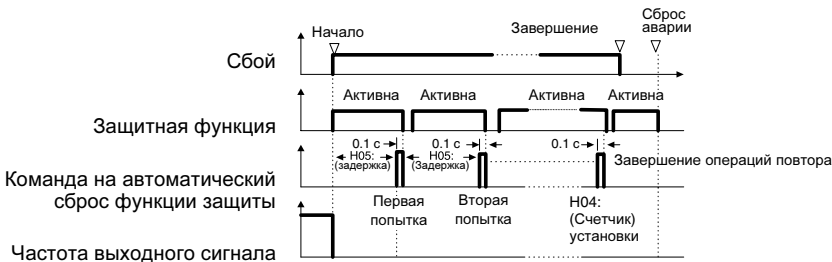 Сброс
аварии
Начало
Завершение
Сбой
Активна Активна Активна Активна
Защитная функция
0.1 с 0.1 с 0.1 с
H05: (задержка) H05: (Задержка)
Завершение операций повтора
Команда на автоматический
сброс функции защиты
Первая попытка
Вторая попытка
H04: (Счетчик) установки
Частота выходного сигнала